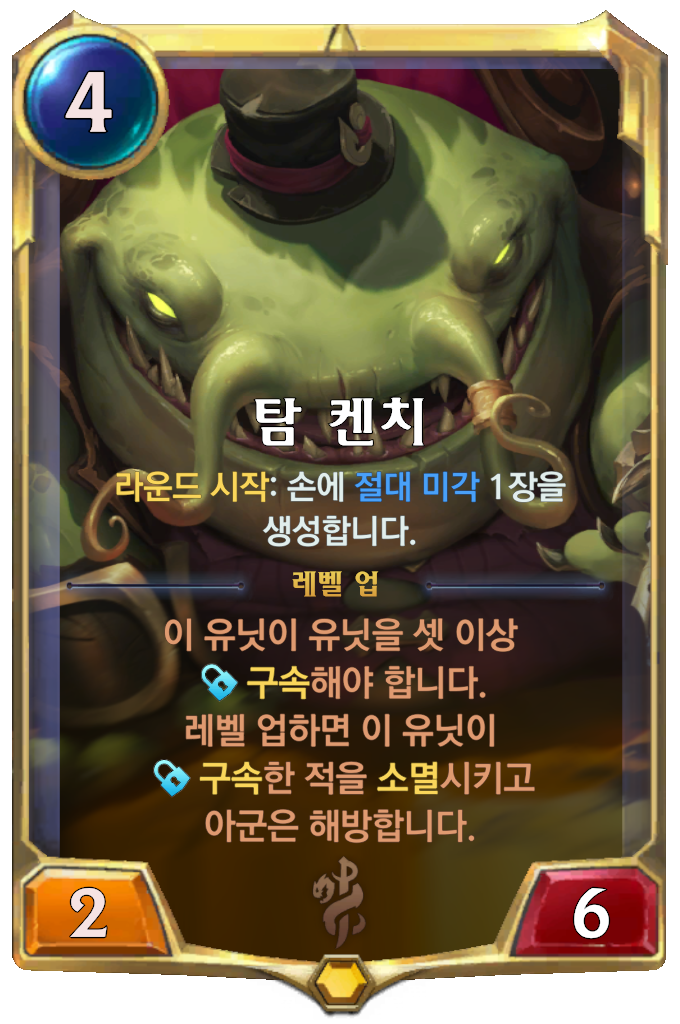 4
탐 켄치
라운드 시작: 손에 절대 미각 1장을
생성합니다.
레벨 업
이 유닛이 유닛을 셋 이상
구속해야 합니다.
레벨 업하면 이 유닛이
구속한 적을 소멸시키고
아군은 해방합니다.
2
6